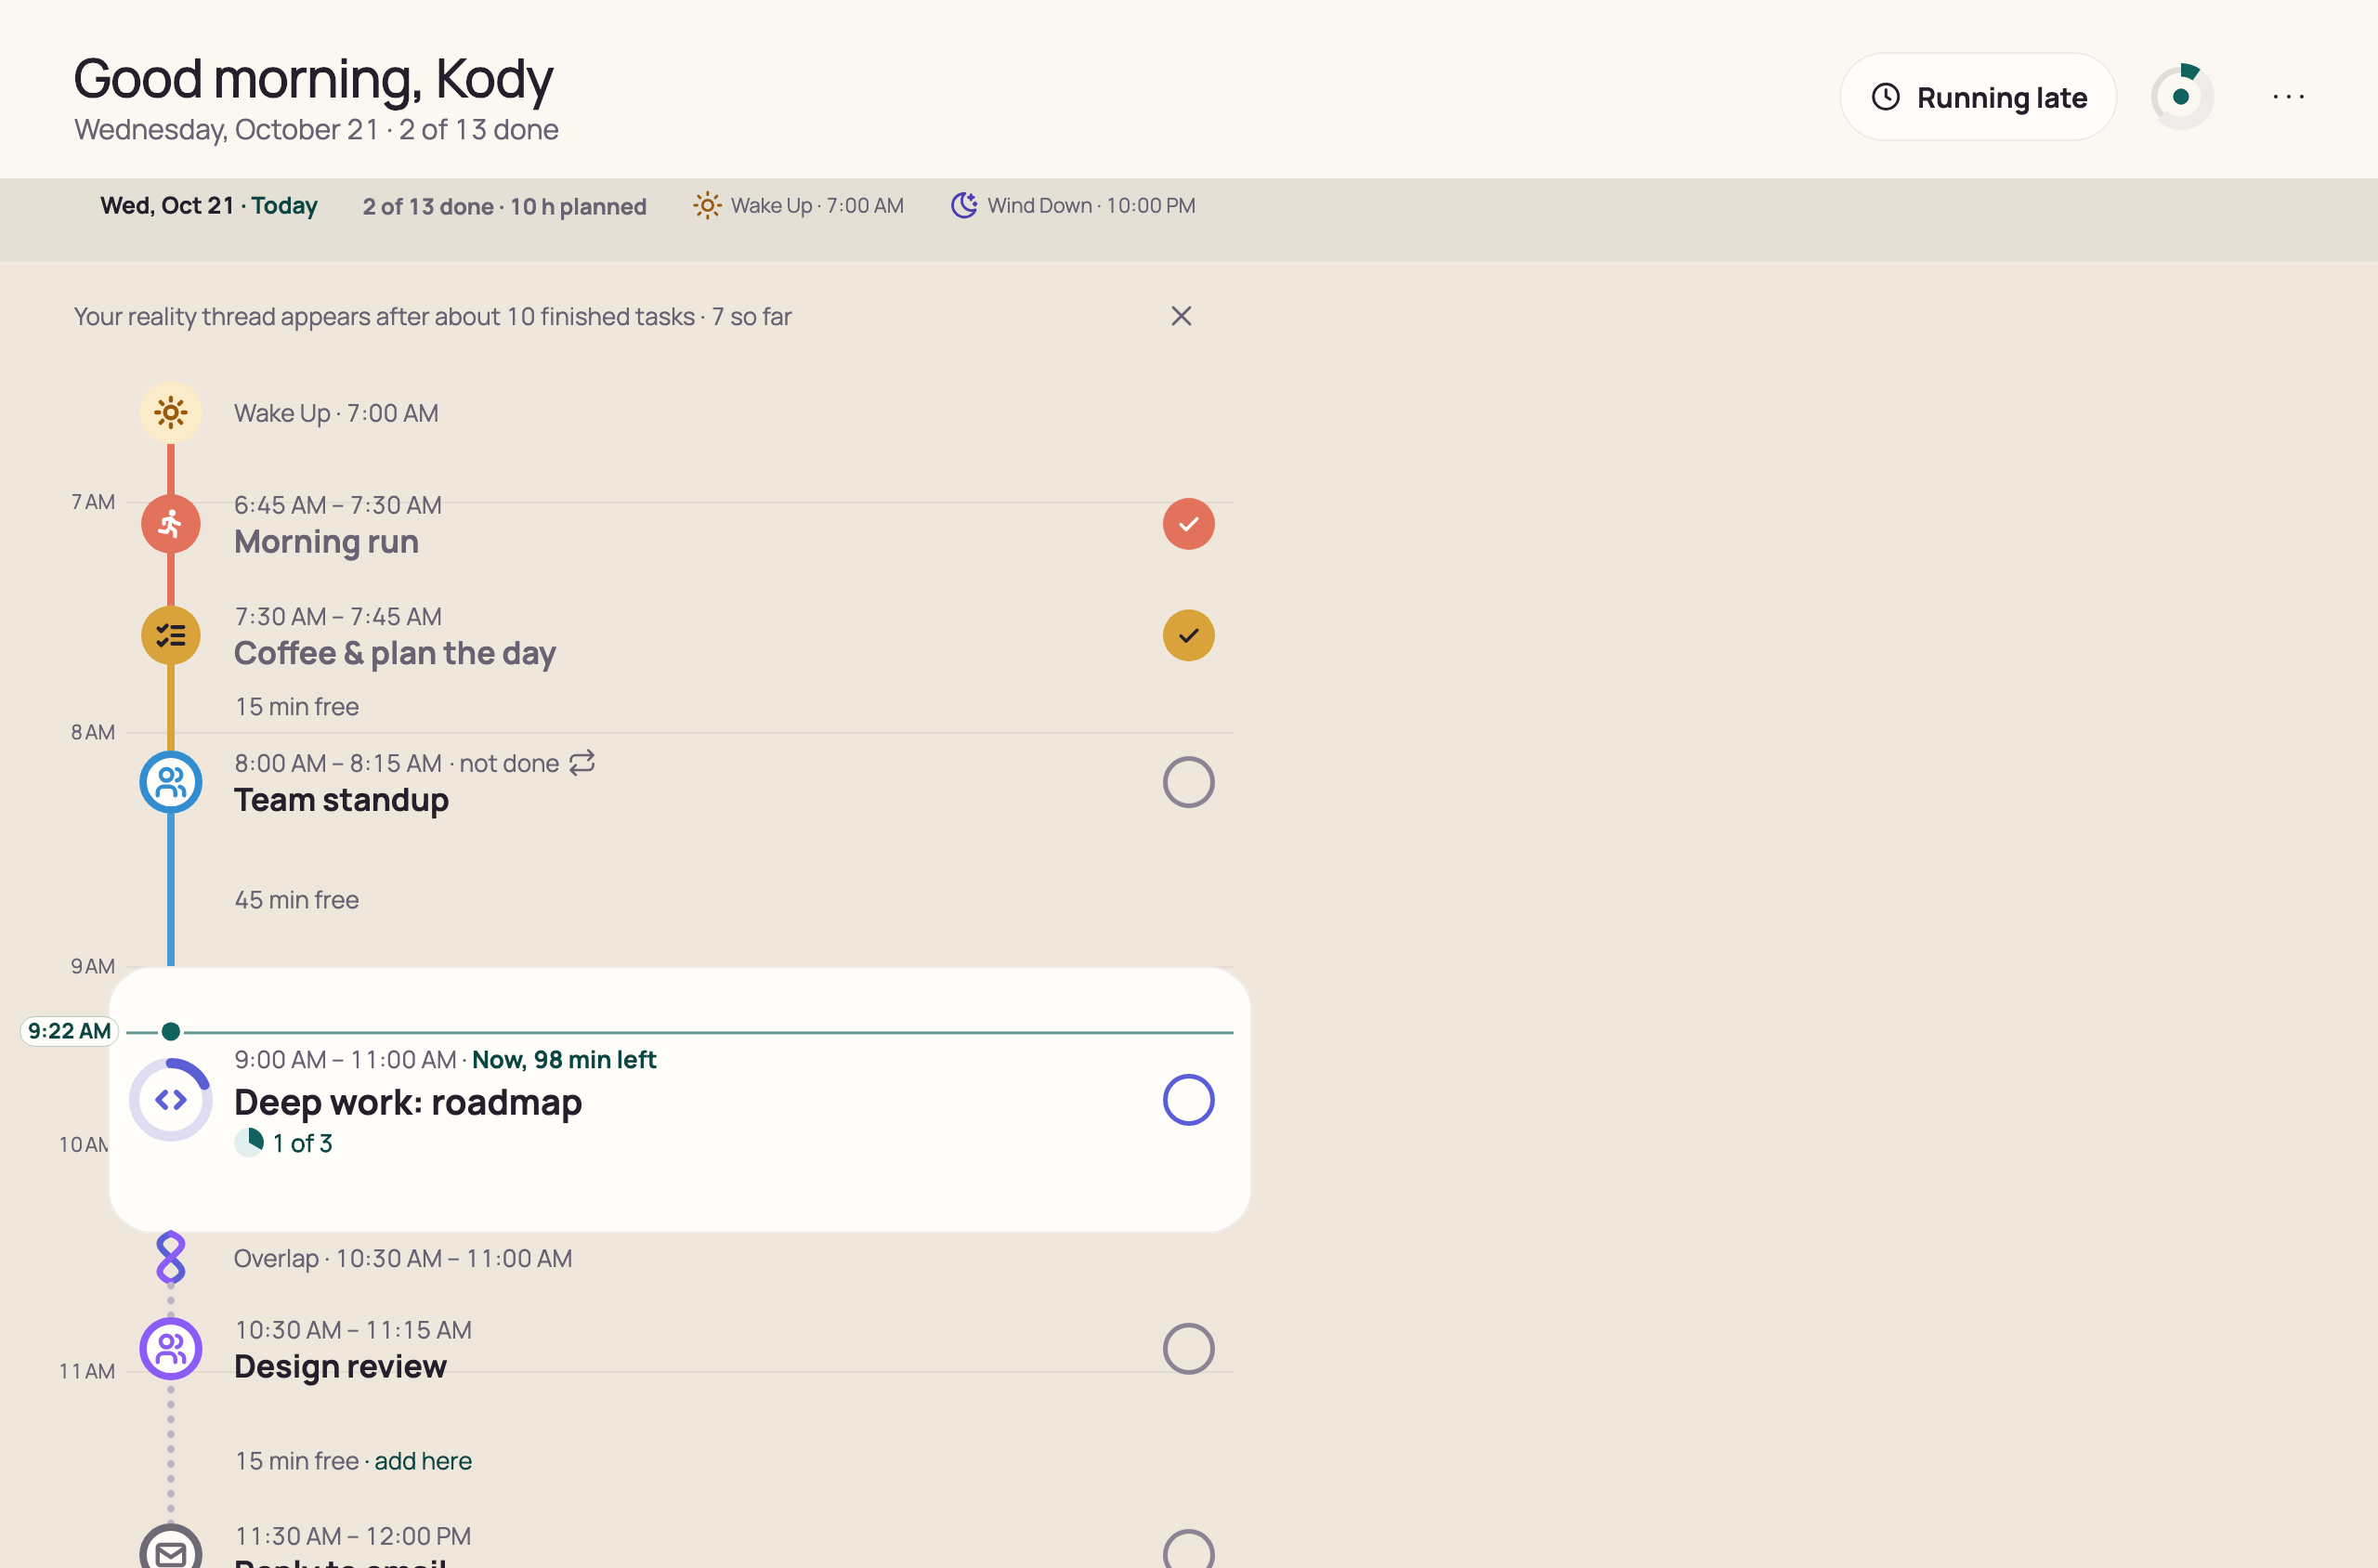 Good morning, Kody
Wednesday, October 21 · 2 of 13 done
Running late
Wed, Oct 21 · Today
2 of 13 done · 10 h planned
Wake Up · 7:00 AM
Wind Down · 10:00 PM
Your reality thread appears after about 10 finished tasks · 7 so far
Wake Up · 7:00 AM
7 AM
6:45 AM – 7:30 AM
Morning run
7:30 AM – 7:45 AM
Coffee & plan the day
15 min free
8 AM
8:00 AM – 8:15 AM · not done
Team standup
45 min free
9 AM
9:22 AM
9:00 AM – 11:00 AM · Now, 98 min left
Deep work: roadmap
10 AM
1 of 3
Overlap · 10:30 AM – 11:00 AM
10:30 AM – 11:15 AM
Design review
11 AM
15 min free · add here
11:30 AM – 12:00 PM
Reply to email